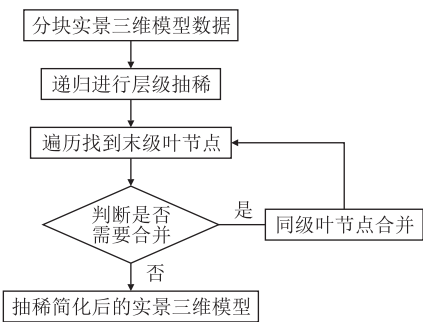 分块实景三维模型数据
递归进行层级抽稀
遍历找到末级叶节点
判断是否
需要合并
是
同级叶节点合并
否
抽稀简化后的实景三维模型